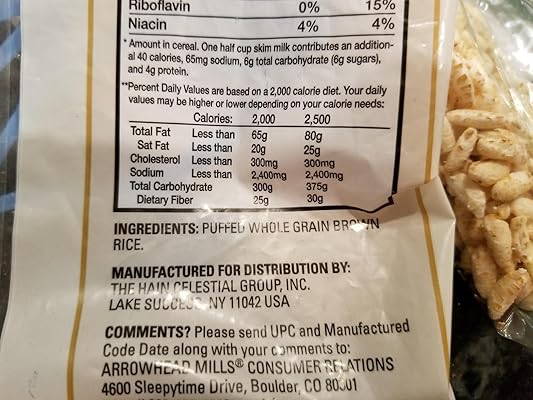 Riboflavin 0% 15%
Niacin 4% 4%
* Amount in cereal. One half cup skim milk contributes an addition-
al 40 calories, 65mg sodium, 6g total carbohydrate (6g sugars),
and 4g protein.
**Percent Daily Values are based on a 2,000 calorie diet. Your daily
values may be higher or lower depending on your calorie needs:
Calories: 2,000 2,500
Total Fat Less than 65g 80g
Sat Fat Less than 20g 25g
Cholesterol Less than 300mg 300mg
Sodium Less than 2,400mg 2,400mg
Total Carbohydrate 300g 375g
Dietary Fiber 25g 30g
INGREDIENTS: PUFFED WHOLE GRAIN BROWN
RICE.
MANUFACTURED FOR DISTRIBUTION BY:
THE HAIN CELESTIAL GROUP, INC.
LAKE SUCCESS, NY 11042 USA
COMMENTS? Please send UPC and Manufactured
Code Date along with your comments to:
ARROWHEAD MILLS® CONSUMER RELATIONS
4600 Sleepytime Drive, Boulder, CO 80301